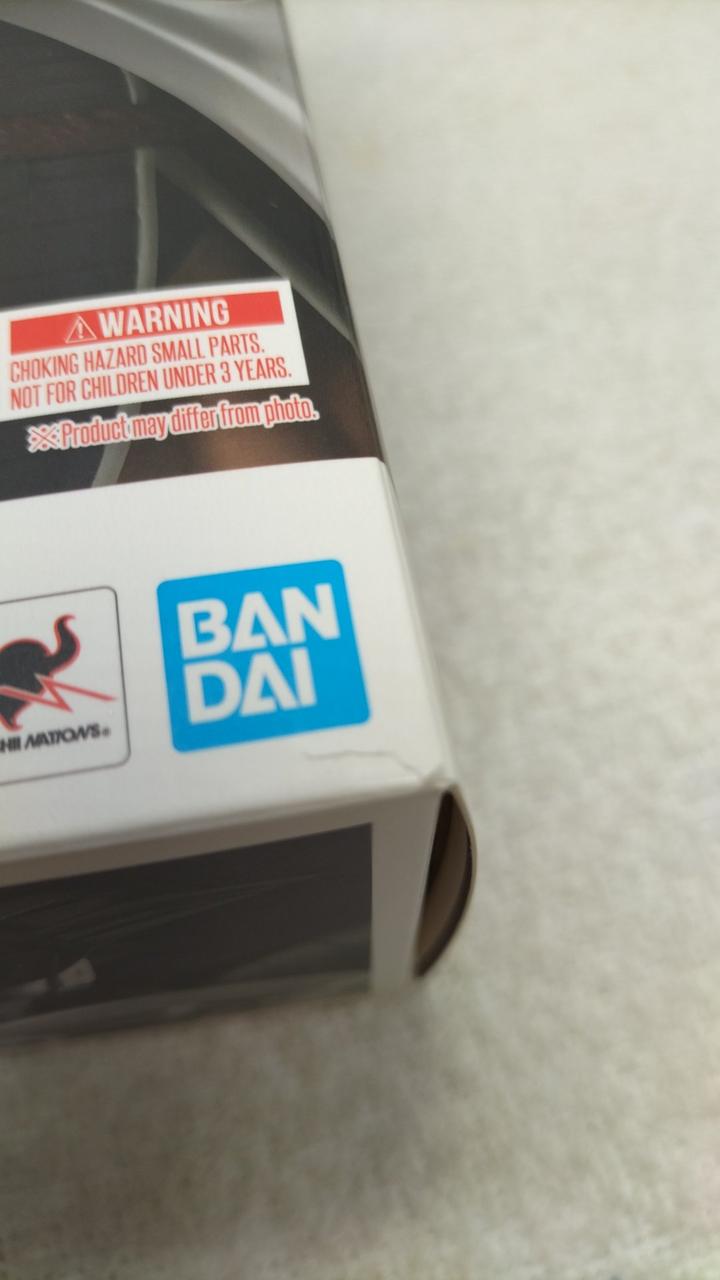 WARNING
CHOKING HAZARD SMALL PARTS.
NOT FOR CHILDREN UNDER 3 YEARS.
※Product may differ from photo.
BAN
DAI
NATIONS®